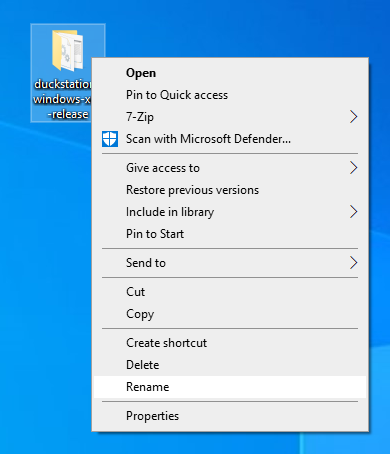 duckstation
windows-x
-release
Open
Pin to Quick access
7-Zip
Scan with Microsoft Defender...
Give access to
Restore previous versions
Include in library
Pin to Start
Send to
Cut
Copy
Create shortcut
Delete
Rename
Properties